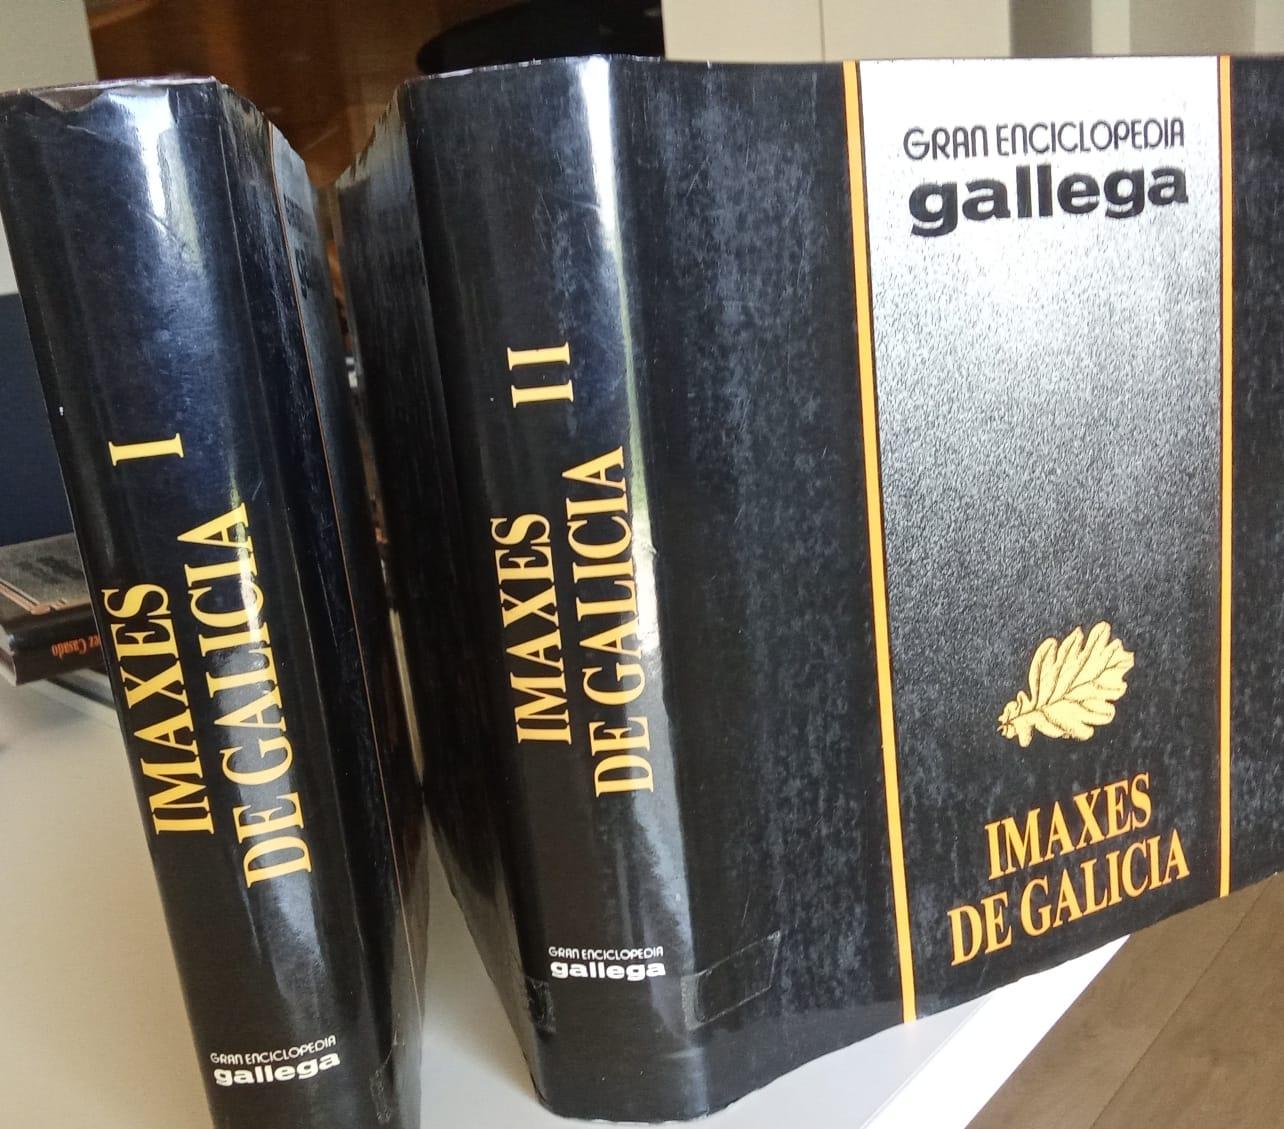 IMAXES I
DE GALICIA
GRAN ENCICLOPEDIA
gallega
IMAXES II
DE GALICIA
GRAN ENCICLOPEDIA
gallega
GRAN ENCICLOPEDIA
gallega
IMAXES
DE GALICIA
Casado